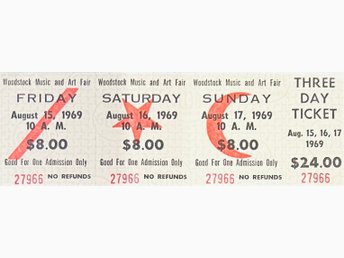 Woodstock Music and Art Fair
FRIDAY
August 15, 1969
10 A. M.
$8.00
Good For One Admission Only
27966 NO REFUNDS
Woodstock Music and Art Fair
SATURDAY
August 16, 1969
10 A. M.
$8.00
Good For One Admission Only
27966 NO REFUNDS
Woodstock Music and Art Fair
SUNDAY
August 17, 1969
10 A. M.
$8.00
Good For One Admission Only
27966 NO REFUNDS
THREE
DAY
TICKET
Aug. 15, 16, 17
1969
$24.00
27966